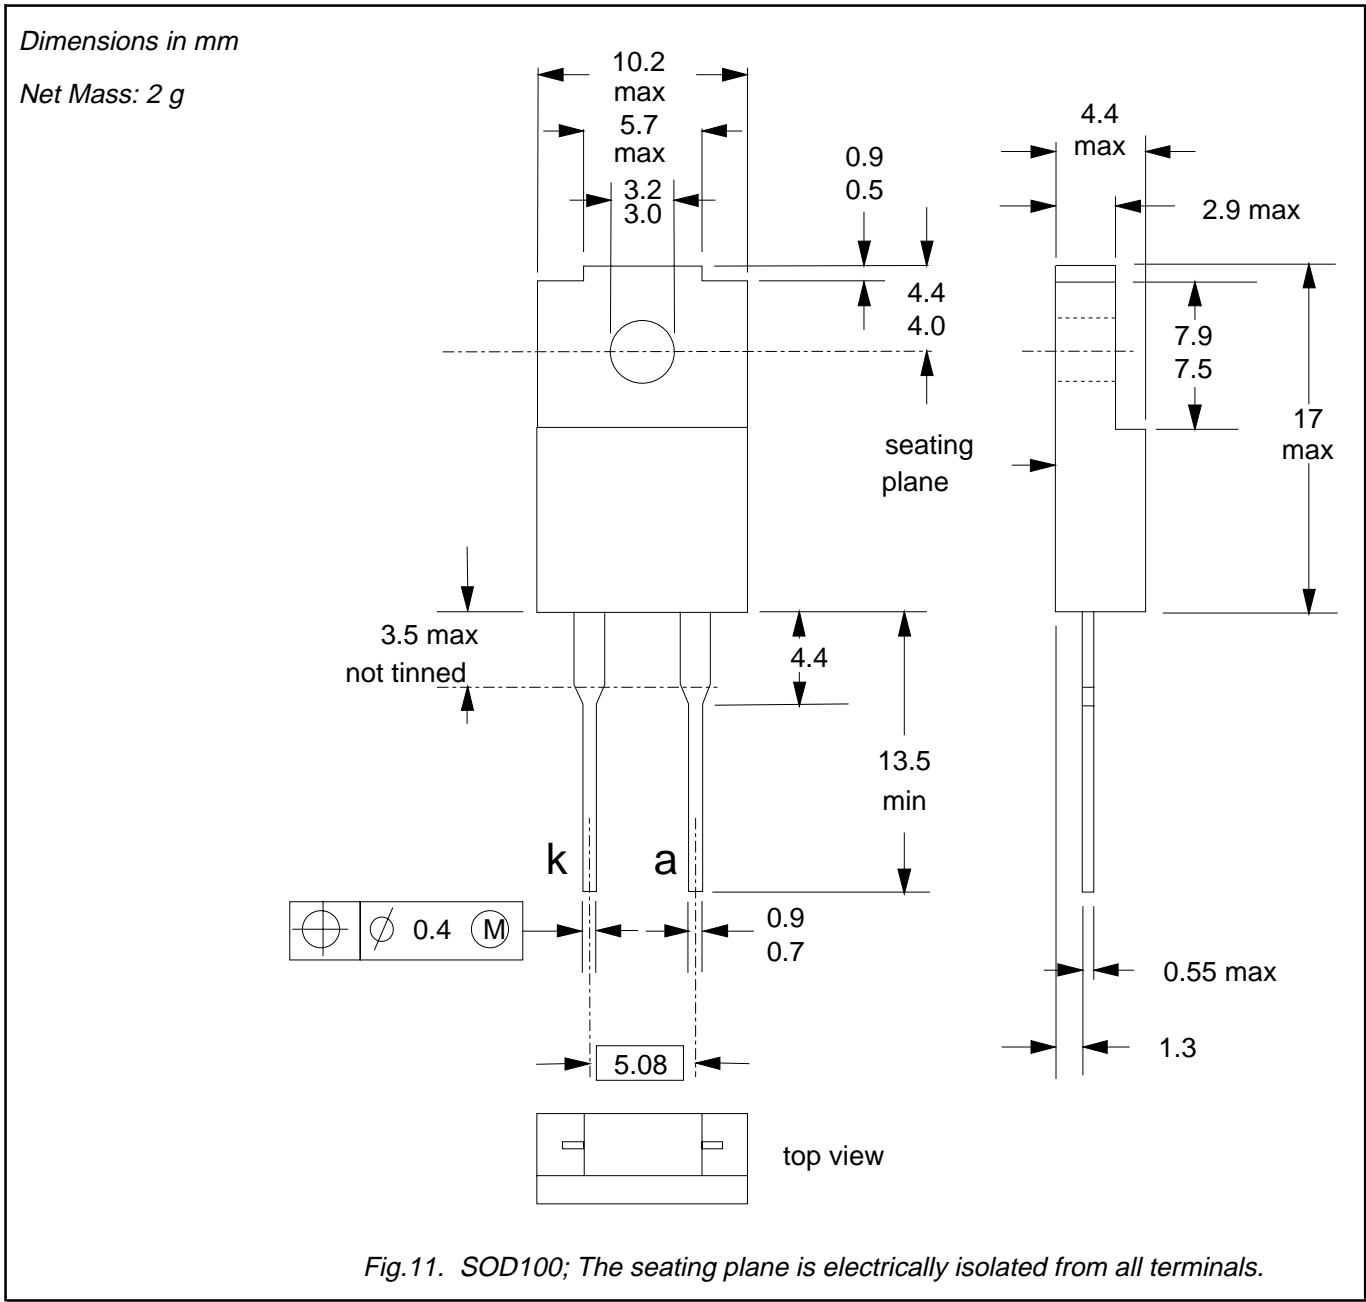 Dimensions in mm
Net Mass: 2 g
10.2
max
5.7
max
3.2
3.0
0.9
0.5
4.4
4.0
4.4
max
2.9 max
7.9
7.5
17
max
seating
plane
3.5 max
not tinned
4.4
13.5
min
k
a
⌀ 0.4 Ⓜ
0.9
0.7
0.55 max
5.08
1.3
top view
Fig.11. SOD100; The seating plane is electrically isolated from all terminals.